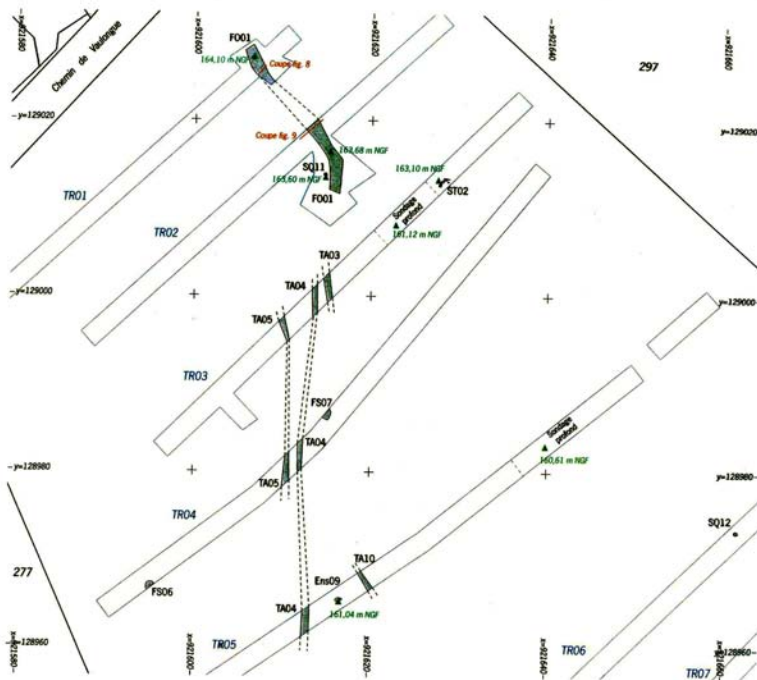 x=921580
x=921600
x=921620
x=921640
x=921660
Chemin de Vaulongue
FO01
164,10 m NGF
Coupe fig. 8
297
y=129020
y=129020
Coupe fig. 9
163,68 m NGF
SQ11
163,60 m NGF
FO01
163,10 m NGF
ST02
TR01
TR02
Sondage
profond
161,12 m NGF
TA03
TA04
TA05
y=129000
y=129000
TR03
FS07
TA04
TA05
Sondage
profond
160,61 m NGF
y=128980
y=128980
TR04
SQ12
277
FS06
TA10
Ens09
TA04
161,04 m NGF
TR05
TR06
TR07
y=128960
y=128960
x=921580
x=921600
x=921620
x=921640
x=921660